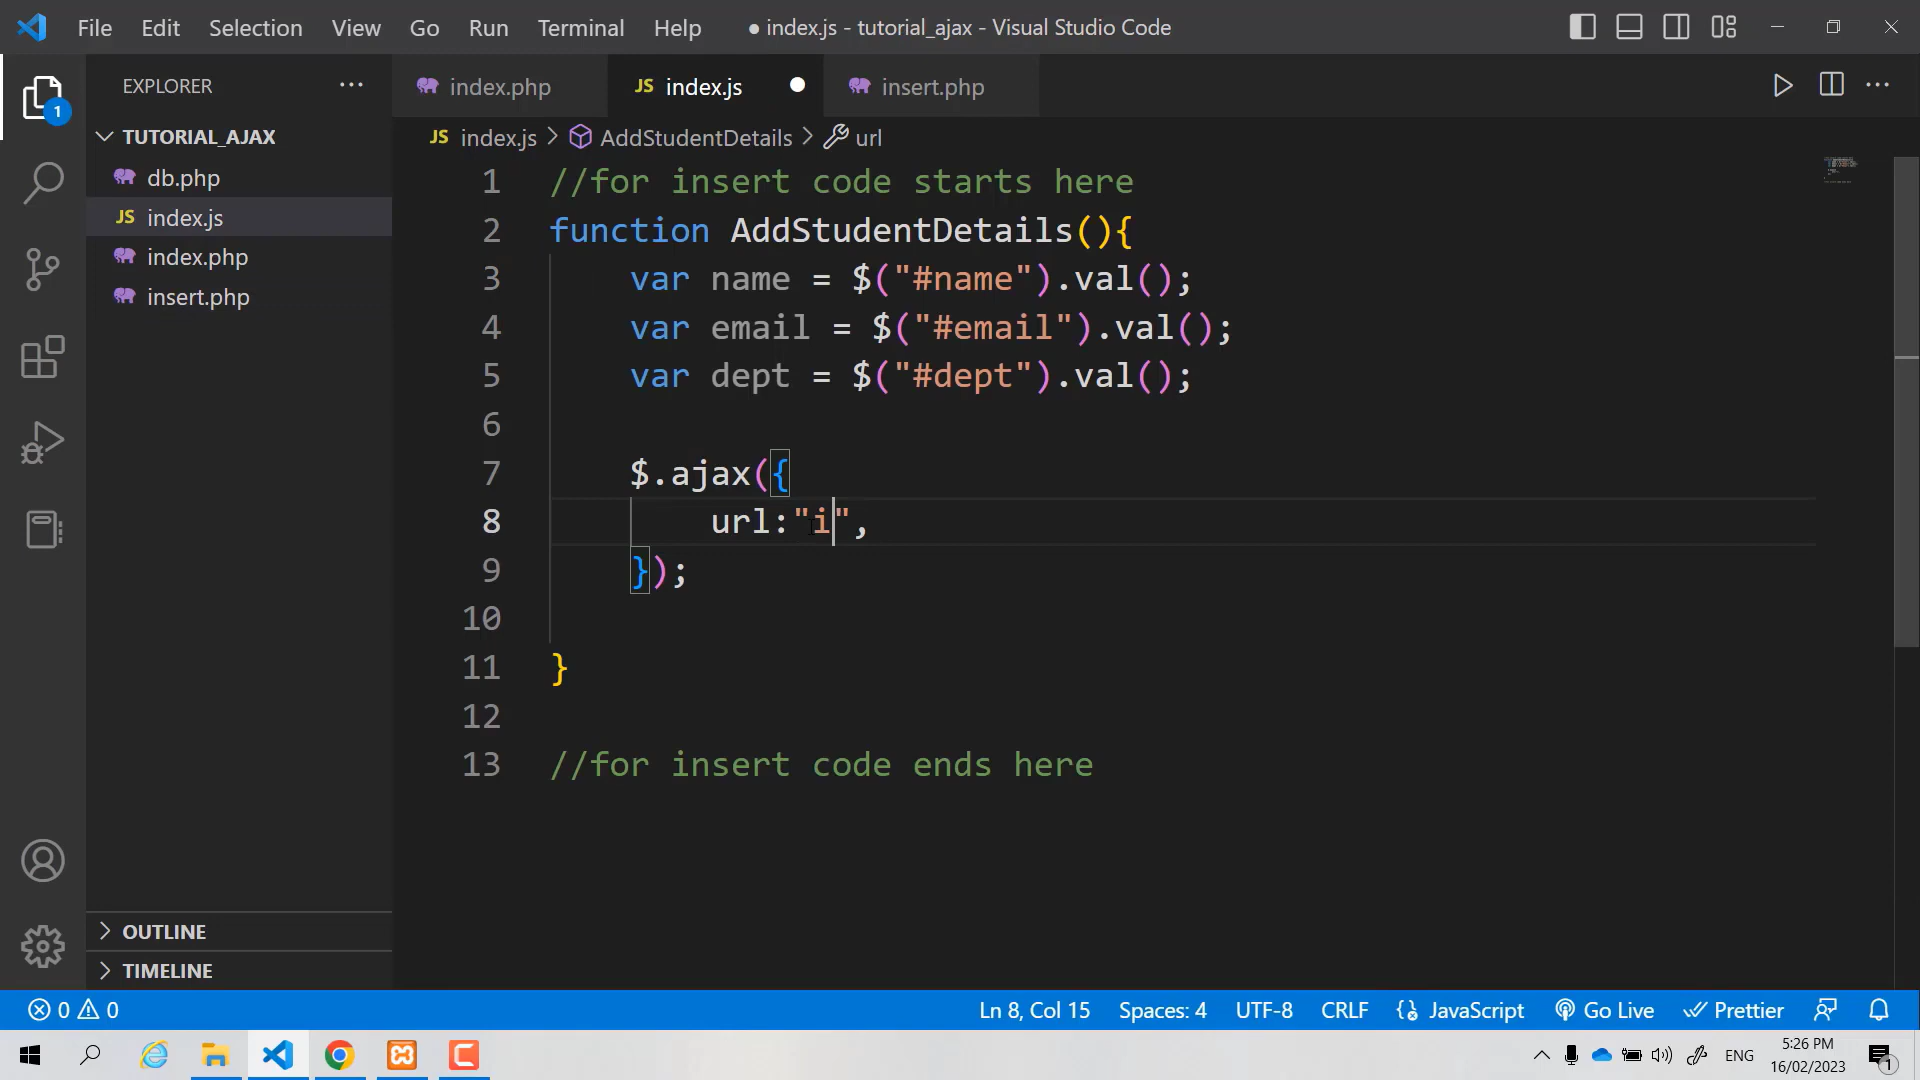 File Edit Selection View Go Run Terminal Help ● index.js - tutorial_ajax - Visual Studio Code
EXPLORER ···
index.php JS index.js ● insert.php
1
TUTORIAL_AJAX
JS index.js > AddStudentDetails > url
db.php
JS index.js
index.php
insert.php
1 //for insert code starts here
2 function AddStudentDetails(){
3 var name = $("#name").val();
4 var email = $("#email").val();
5 var dept = $("#dept").val();
6
7 $.ajax({
8 url:"i",
9 });
10
11 }
12
13 //for insert code ends here
OUTLINE
TIMELINE
0 0 Ln 8, Col 15 Spaces: 4 UTF-8 CRLF JavaScript Go Live Prettier
ENG 5:26 PM
16/02/2023 1